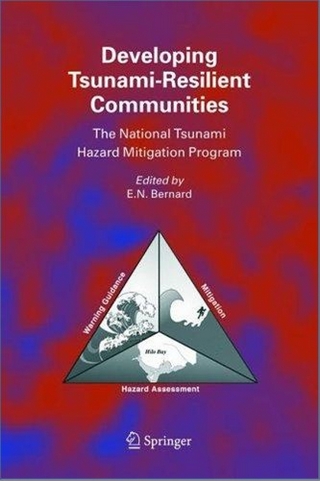 Developing
Tsunami-Resilient
Communities
The National Tsunami
Hazard Mitigation Program
Edited by
E.N. Bernard
Warning Guidance
Mitigation
Hilo Bay
Hazard Assessment
Springer